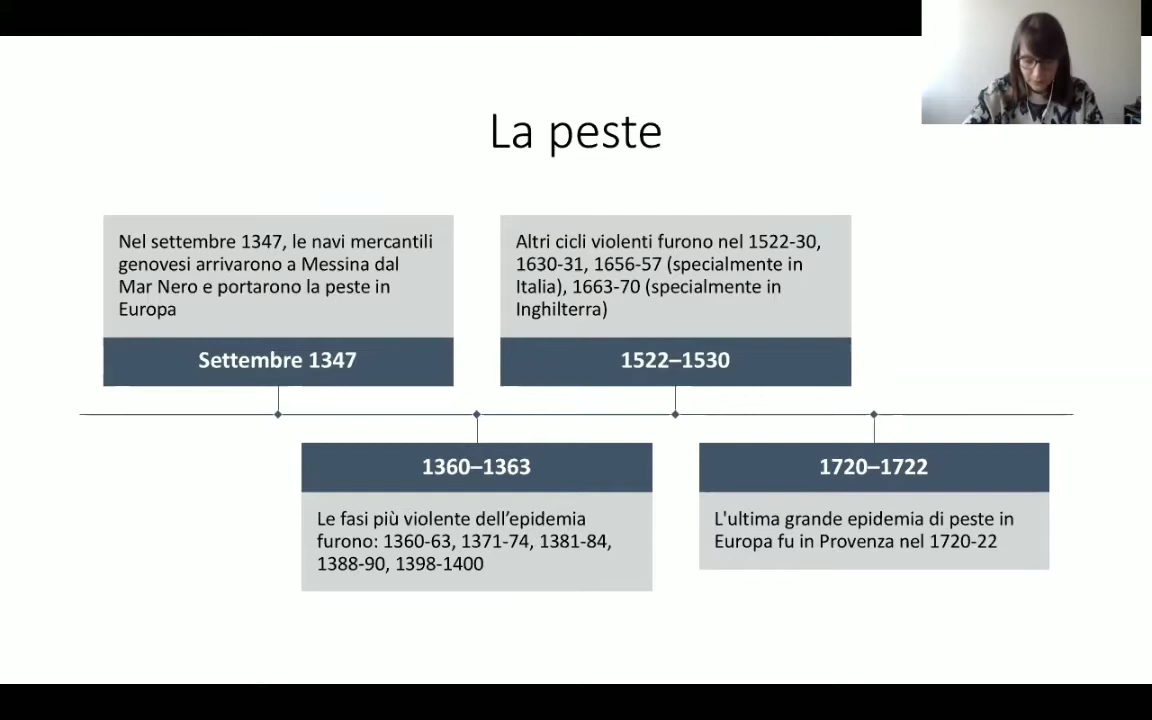 La peste
Nel settembre 1347, le navi mercantili
genovesi arrivarono a Messina dal
Mar Nero e portarono la peste in
Europa
Settembre 1347
1360–1363
Le fasi più violente dell’epidemia
furono: 1360-63, 1371-74, 1381-84,
1388-90, 1398-1400
Altri cicli violenti furono nel 1522-30,
1630-31, 1656-57 (specialmente in
Italia), 1663-70 (specialmente in
Inghilterra)
1522–1530
1720–1722
L'ultima grande epidemia di peste in
Europa fu in Provenza nel 1720-22